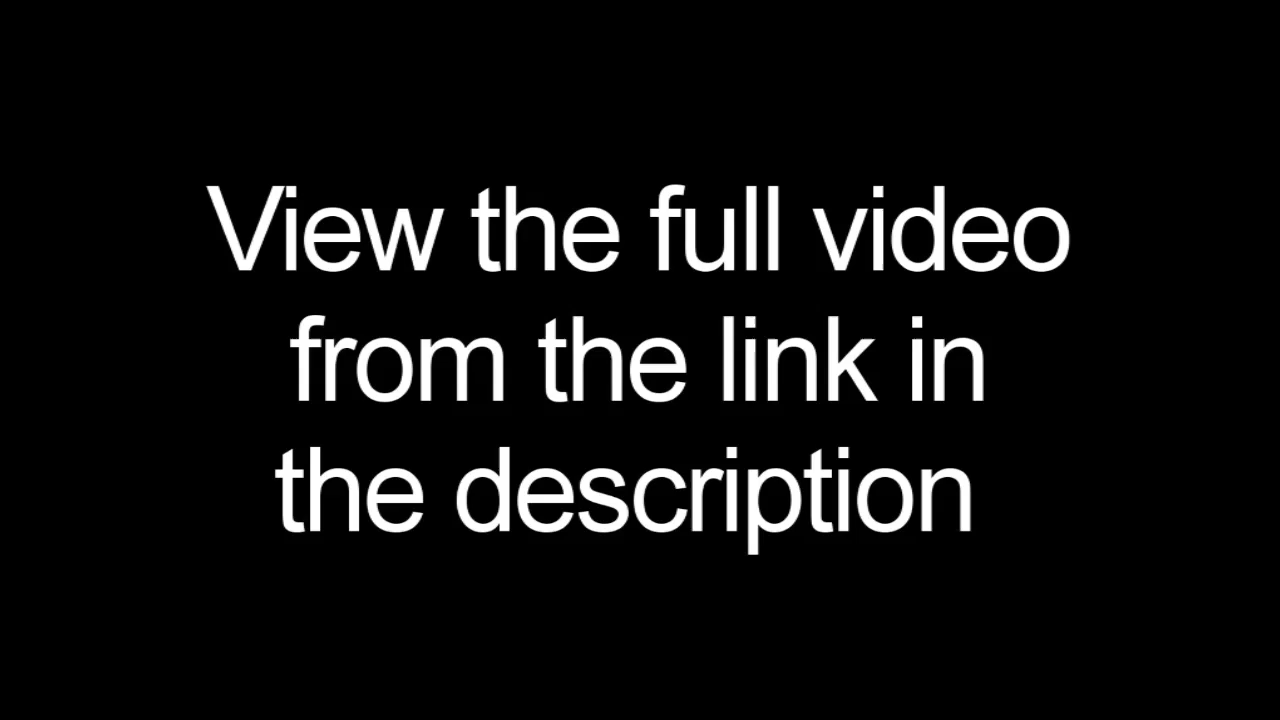 View the full video
from the link in
the description